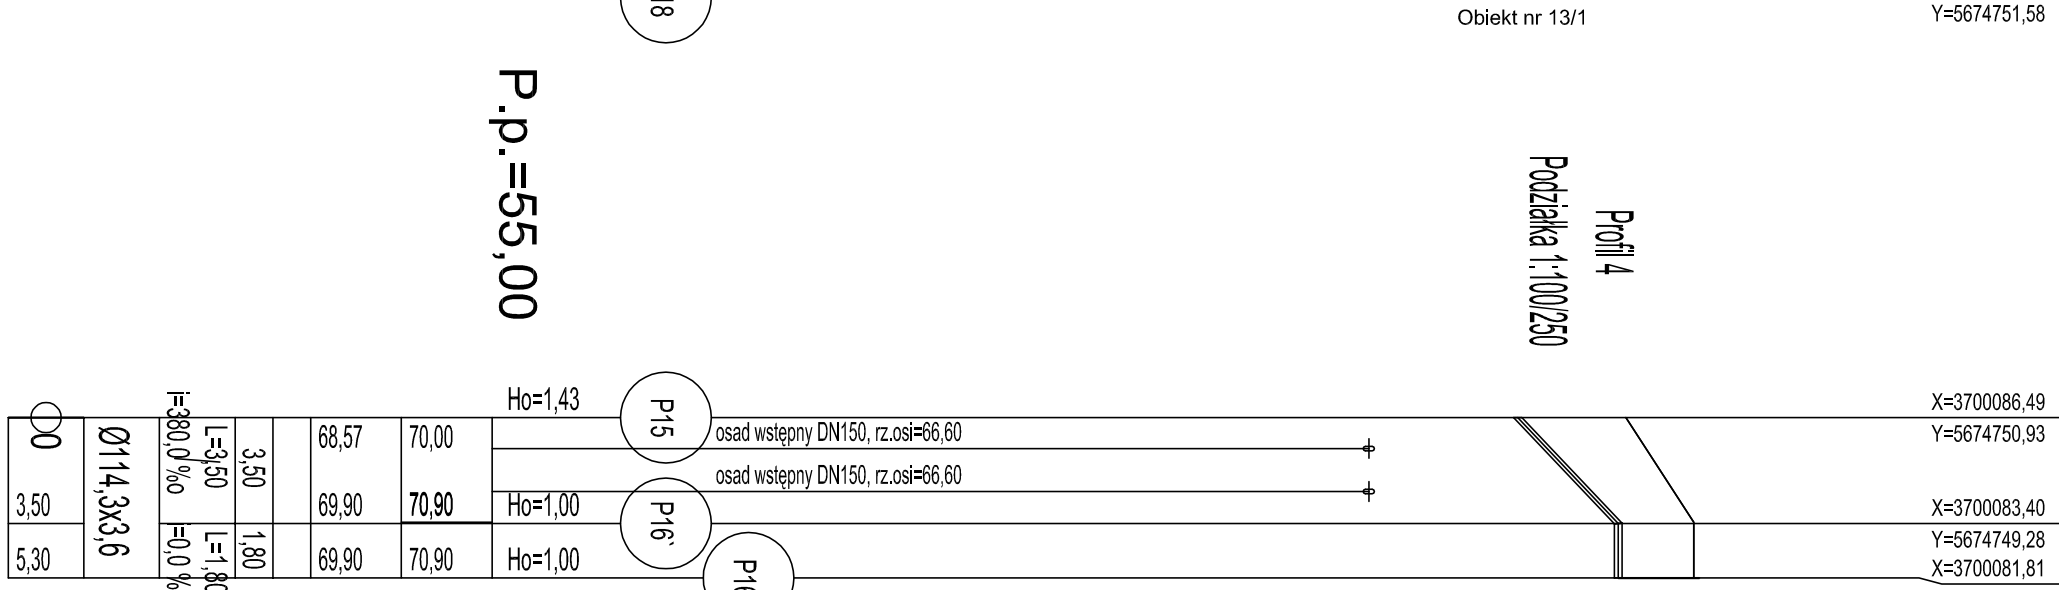 Obiekt nr 13/1
Y=5674751,58
P.p.=55,00
Profil 4
Podziałka 1:100/250
Ho=1,43
P15
X=3700086,49
0
Ø114,3x3,6
i=380,0 %o
L=3,50
3,50
68,57
70,00
osad wstępny DN150, rz.osi=66,60
Y=5674750,93
osad wstępny DN150, rz.osi=66,60
3,50
69,90
70,90
Ho=1,00
P16`
X=3700083,40
i=0,0 %
L=1,80
1,80
Y=5674749,28
5,30
69,90
70,90
Ho=1,00
P16
X=3700081,81